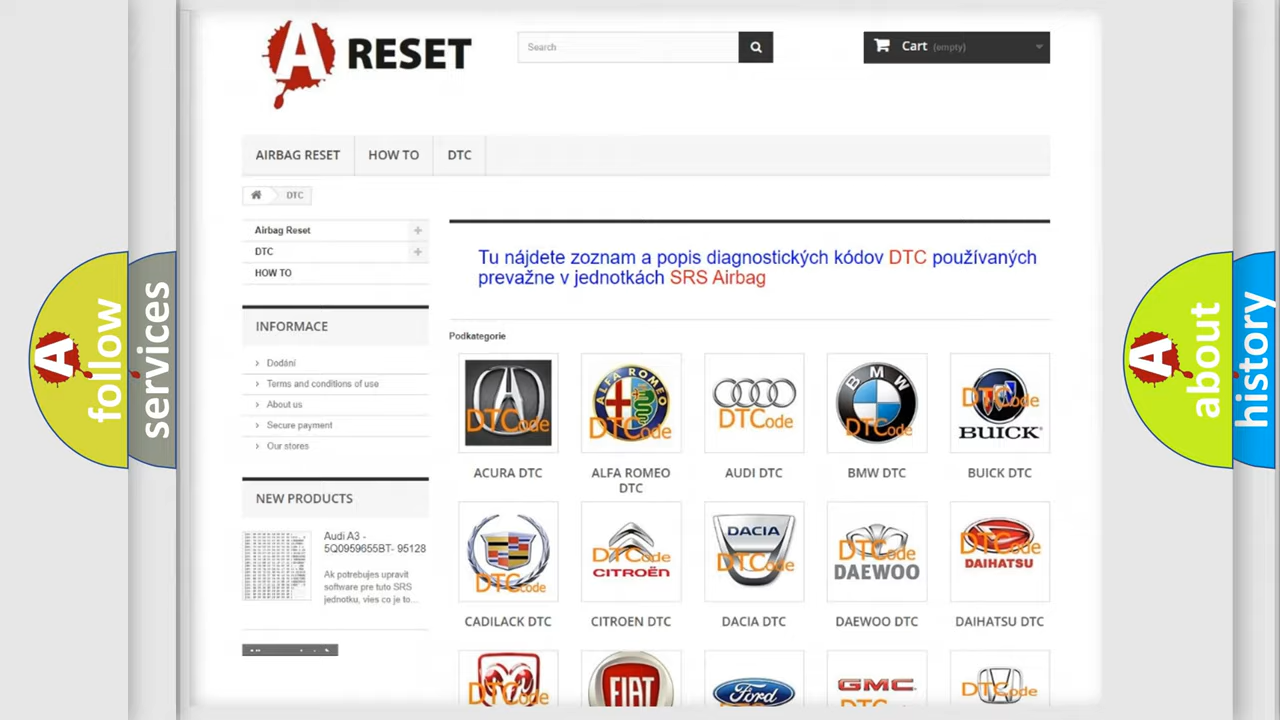 A RESET
Search
Cart (empty)
AIRBAG RESET
HOW TO
DTC
DTC
Airbag Reset
DTC
HOW TO
INFORMACE
Dodání
Terms and conditions of use
About us
Secure payment
Our stores
NEW PRODUCTS
Audi A3 -
5Q0959655BT- 95128
Ak potrebujes upravit
software pre tuto SRS
jednotku, vies co je to...
Tu nájdete zoznam a popis diagnostických kódov DTC používaných
prevažne v jednotkách SRS Airbag
Podkategorie
DTCode
ALFA ROMEO
DTCode
DTCode
BMW
DTCode
DTCode
BUICK
ACURA DTC
ALFA ROMEO
DTC
AUDI DTC
BMW DTC
BUICK DTC
DTCode
DTCode
CITROËN
DACIA
DTCode
DTCode
DAEWOO
DTCode
DAIHATSU
CADILACK DTC
CITROEN DTC
DACIA DTC
DAEWOO DTC
DAIHATSU DTC
DTCode
FIAT
Ford
GMC
DTCode
A follow
services
A about
history